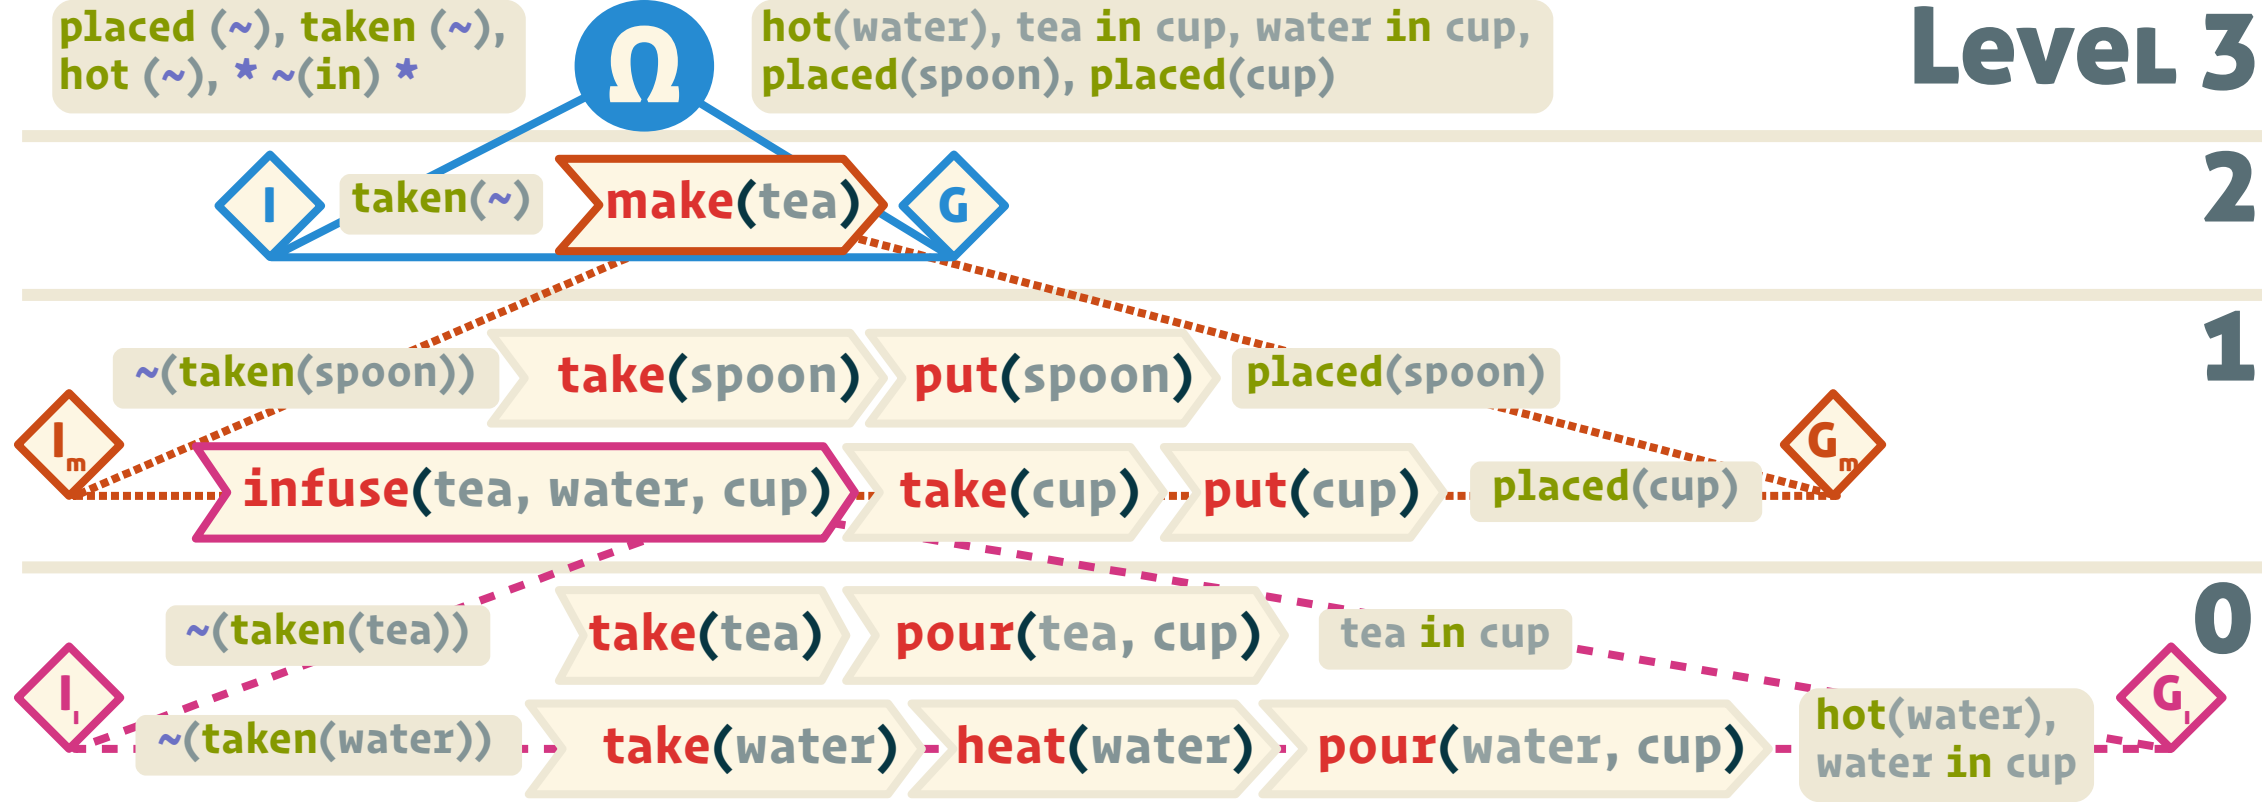 placed (~), taken (~),
hot (~), * ~(in) *
Ω
hot(water), tea in cup, water in cup,
placed(spoon), placed(cup)
Level 3
I
taken(~)
make(tea)
G
2
~(taken(spoon))
take(spoon)
put(spoon)
placed(spoon)
1
Im
infuse(tea, water, cup)
take(cup)
put(cup)
placed(cup)
Gm
~(taken(tea))
take(tea)
pour(tea, cup)
tea in cup
0
II
~(taken(water))
take(water)
heat(water)
pour(water, cup)
hot(water),
water in cup
GI